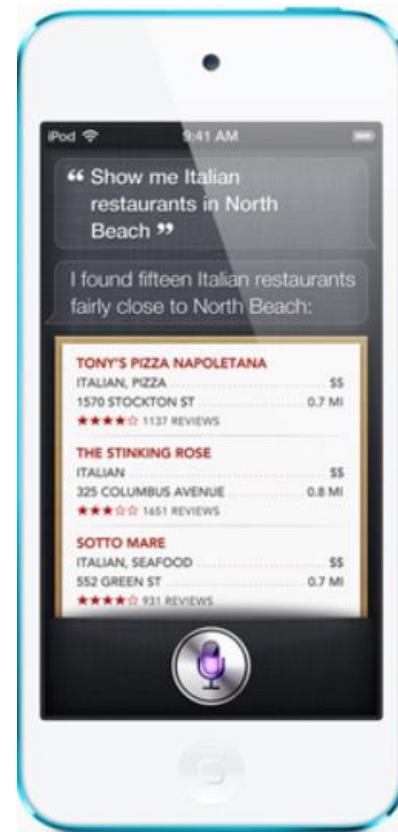 iPod 9:41 AM
“ Show me Italian
restaurants in North
Beach ”
I found fifteen Italian restaurants
fairly close to North Beach:
TONY'S PIZZA NAPOLETANA
ITALIAN, PIZZA $$
1570 STOCKTON ST 0.7 MI
★★★★☆ 1137 REVIEWS
THE STINKING ROSE
ITALIAN $$
325 COLUMBUS AVENUE 0.8 MI
★★★☆☆ 1651 REVIEWS
SOTTO MARE
ITALIAN, SEAFOOD $$
552 GREEN ST 0.7 MI
★★★★☆ 931 REVIEWS